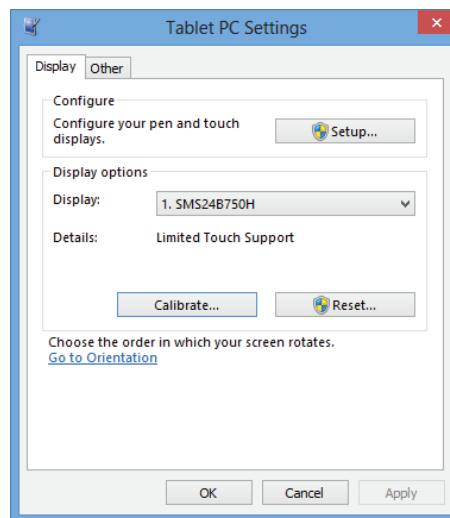 Tablet PC Settings
Display Other
Configure
Configure your pen and touch
displays.
Setup...
Display options
Display: 1. SMS24B750H
Details: Limited Touch Support
Calibrate... Reset...
Choose the order in which your screen rotates.
Go to Orientation
OK Cancel Apply